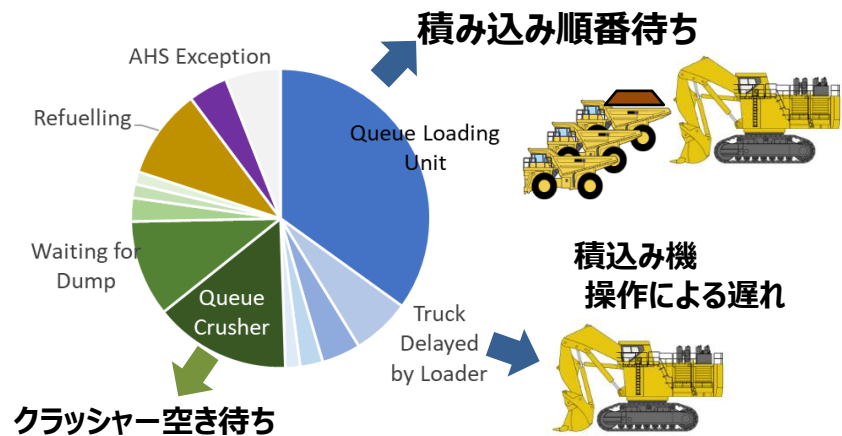 積み込み順番待ち
AHS Exception
Refuelling
Queue Loading
Unit
Waiting for
Dump
Queue
Crusher
Truck
Delayed
by Loader
積込み機
操作による遅れ
クラッシャー空き待ち